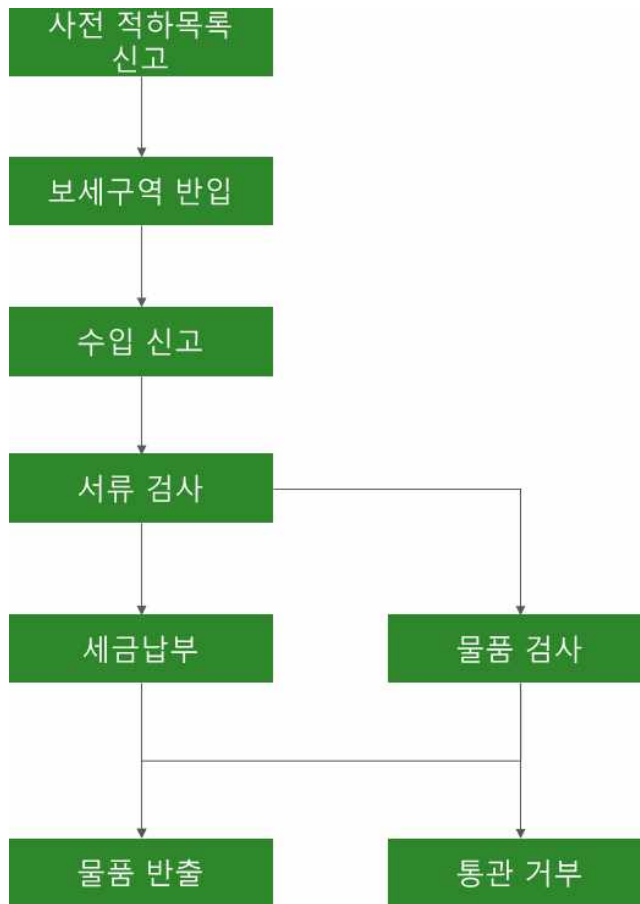 사전 적하목록
신고
보세구역 반입
수입 신고
서류 검사
세금납부
물품 검사
물품 반출
통관 거부